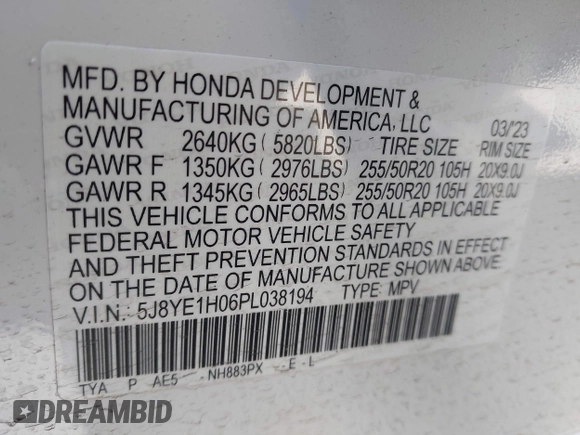 MFD. BY HONDA DEVELOPMENT &
MANUFACTURING OF AMERICA, LLC 03/23
GVWR 2640KG ( 5820LBS) TIRE SIZE RIM SIZE
GAWR F 1350KG ( 2976LBS) 255/50R20 105H 20X9.0J
GAWR R 1345KG ( 2965LBS) 255/50R20 105H 20X9.0J
THIS VEHICLE CONFORMS TO ALL APPLICABLE
FEDERAL MOTOR VEHICLE SAFETY
AND THEFT PREVENTION STANDARDS IN EFFECT
ON THE DATE OF MANUFACTURE SHOWN ABOVE
V.I.N.: 5J8YE1H06PL038194 TYPE: MPV
TYA P AE5 - NH883PX - E - L
DREAMBID